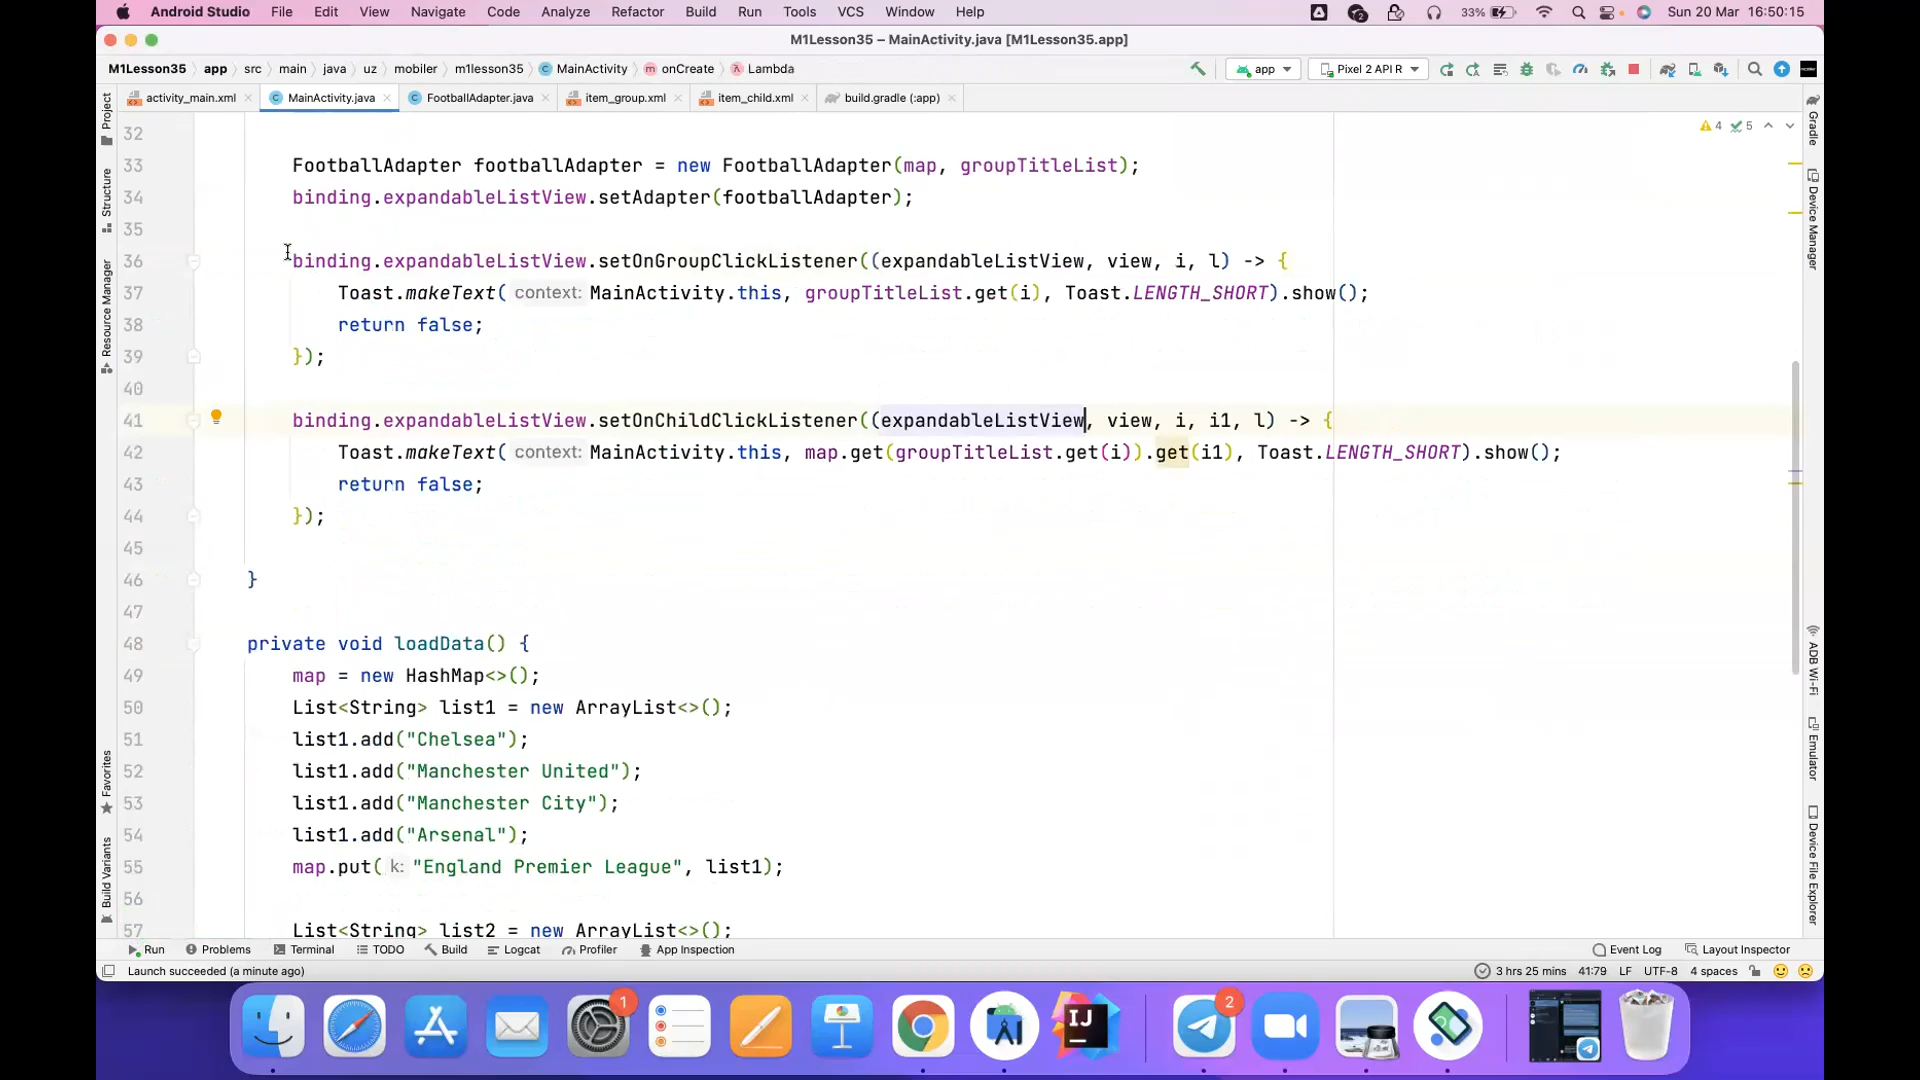 Android Studio File Edit View Navigate Code Analyze Refactor Build Run Tools VCS Window Help 2 33% Sun 20 Mar 16:50:15
M1Lesson35 – MainActivity.java [M1Lesson35.app]
M1Lesson35 app src main java uz mobiler m1lesson35 MainActivity onCreate Lambda app Pixel 2 API R
activity_main.xml MainActivity.java FootballAdapter.java item_group.xml item_child.xml build.gradle (:app)
4 5
32
33 FootballAdapter footballAdapter = new FootballAdapter(map, groupTitleList);
34 binding.expandableListView.setAdapter(footballAdapter);
35
36 binding.expandableListView.setOnGroupClickListener((expandableListView, view, i, l) -> {
37 Toast.makeText( context: MainActivity.this, groupTitleList.get(i), Toast.LENGTH_SHORT).show();
38 return false;
39 });
40
41 binding.expandableListView.setOnChildClickListener((expandableListView, view, i, i1, l) -> {
42 Toast.makeText( context: MainActivity.this, map.get(groupTitleList.get(i)).get(i1), Toast.LENGTH_SHORT).show();
43 return false;
44 });
45
46 }
47
48 private void loadData() {
49 map = new HashMap<>();
50 List<String> list1 = new ArrayList<>();
51 list1.add("Chelsea");
52 list1.add("Manchester United");
53 list1.add("Manchester City");
54 list1.add("Arsenal");
55 map.put( k: "England Premier League", list1);
56
57 List<String> list2 = new ArrayList<>();
Project
Structure
Resource Manager
Favorites
Build Variants
Gradle
Device Manager
ADB Wi-Fi
Emulator
Device File Explorer
Run Problems Terminal TODO Build Logcat Profiler App Inspection Event Log Layout Inspector
Launch succeeded (a minute ago) 3 hrs 25 mins 41:79 LF UTF-8 4 spaces
1 IJ 2